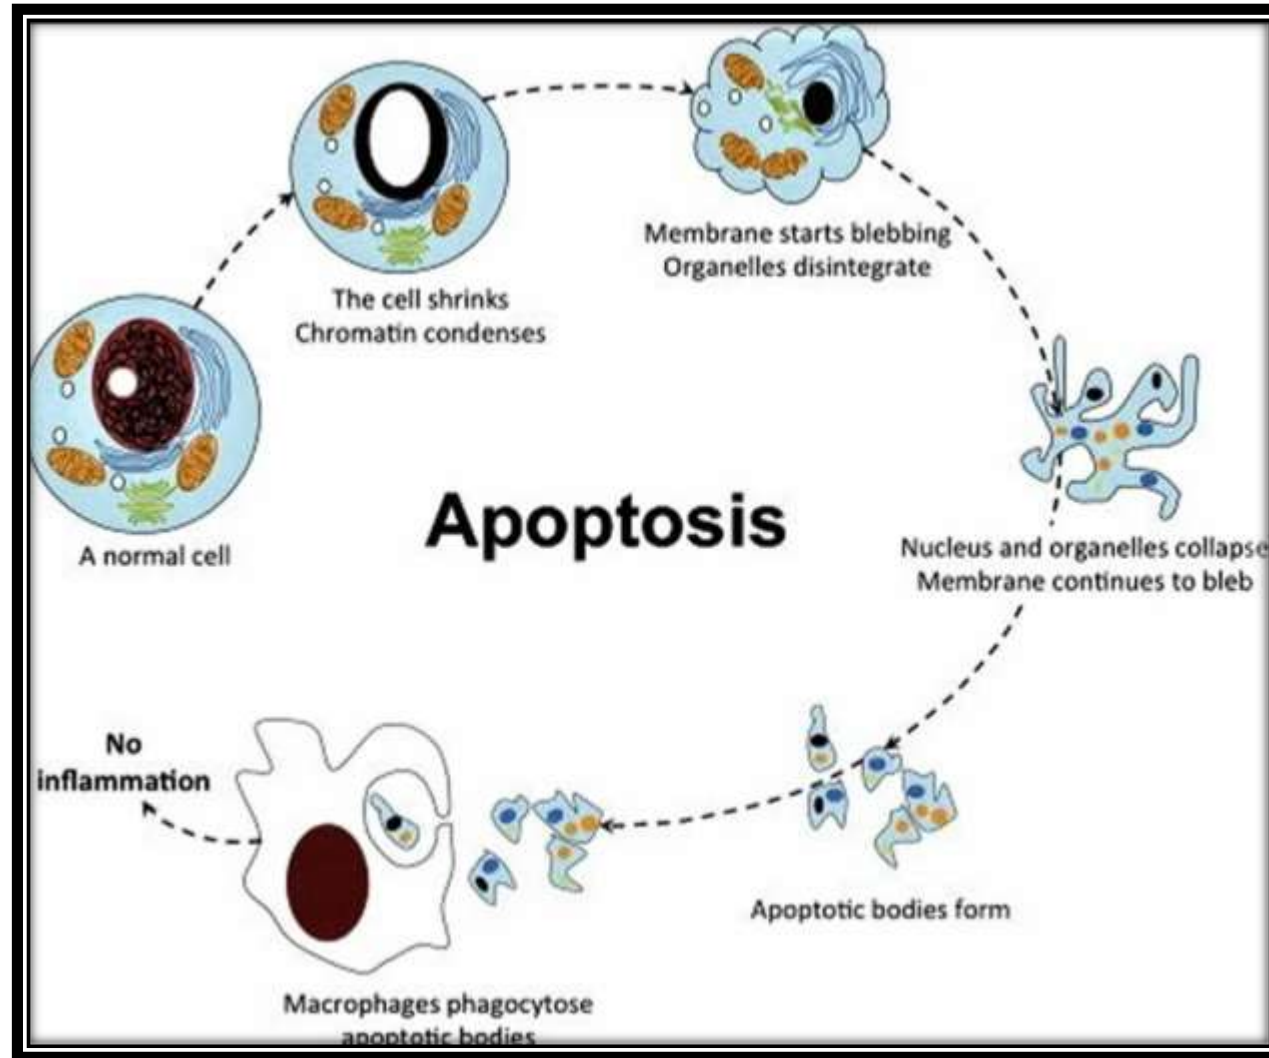 A normal cell
The cell shrinks
Chromatin condenses
Membrane starts blebbing
Organelles disintegrate
Nucleus and organelles collapse
Membrane continues to bleb
Apoptotic bodies form
Macrophages phagocytose
apoptotic bodies
No
inflammation
Apoptosis